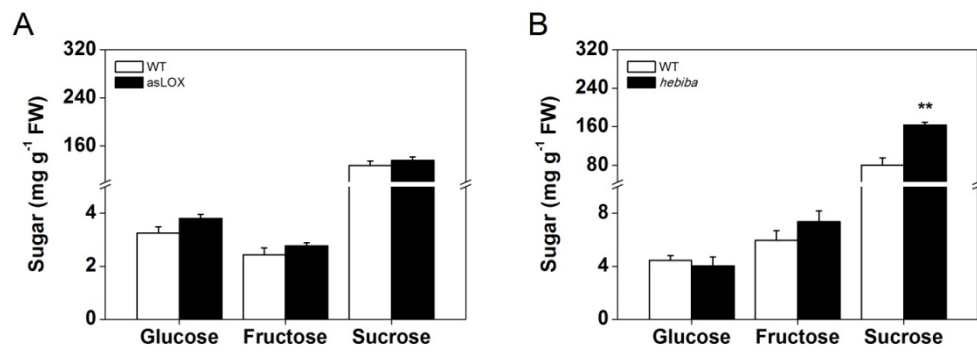 A
B
320
WT
asLOX
240
160
4
2
0
Sugar (mg g⁻¹ FW)
Glucose Fructose Sucrose
320
WT
hebiba
240
**
160
80
8
4
0
Sugar (mg g⁻¹ FW)
Glucose Fructose Sucrose